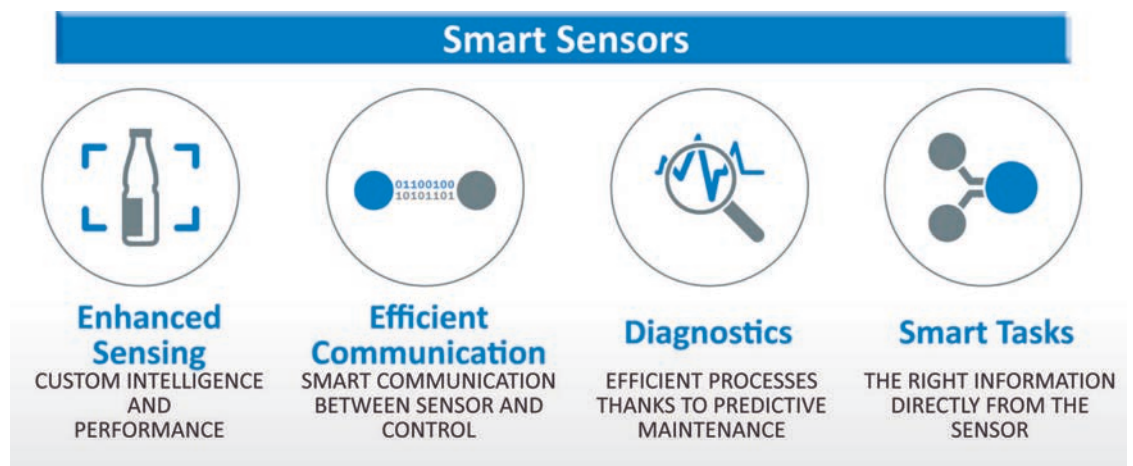 Smart Sensors
01100100
10101101
Enhanced
Sensing
CUSTOM INTELLIGENCE
AND
PERFORMANCE
Efficient
Communication
SMART COMMUNICATION
BETWEEN SENSOR AND
CONTROL
Diagnostics
EFFICIENT PROCESSES
THANKS TO PREDICTIVE
MAINTENANCE
Smart Tasks
THE RIGHT INFORMATION
DIRECTLY FROM THE
SENSOR